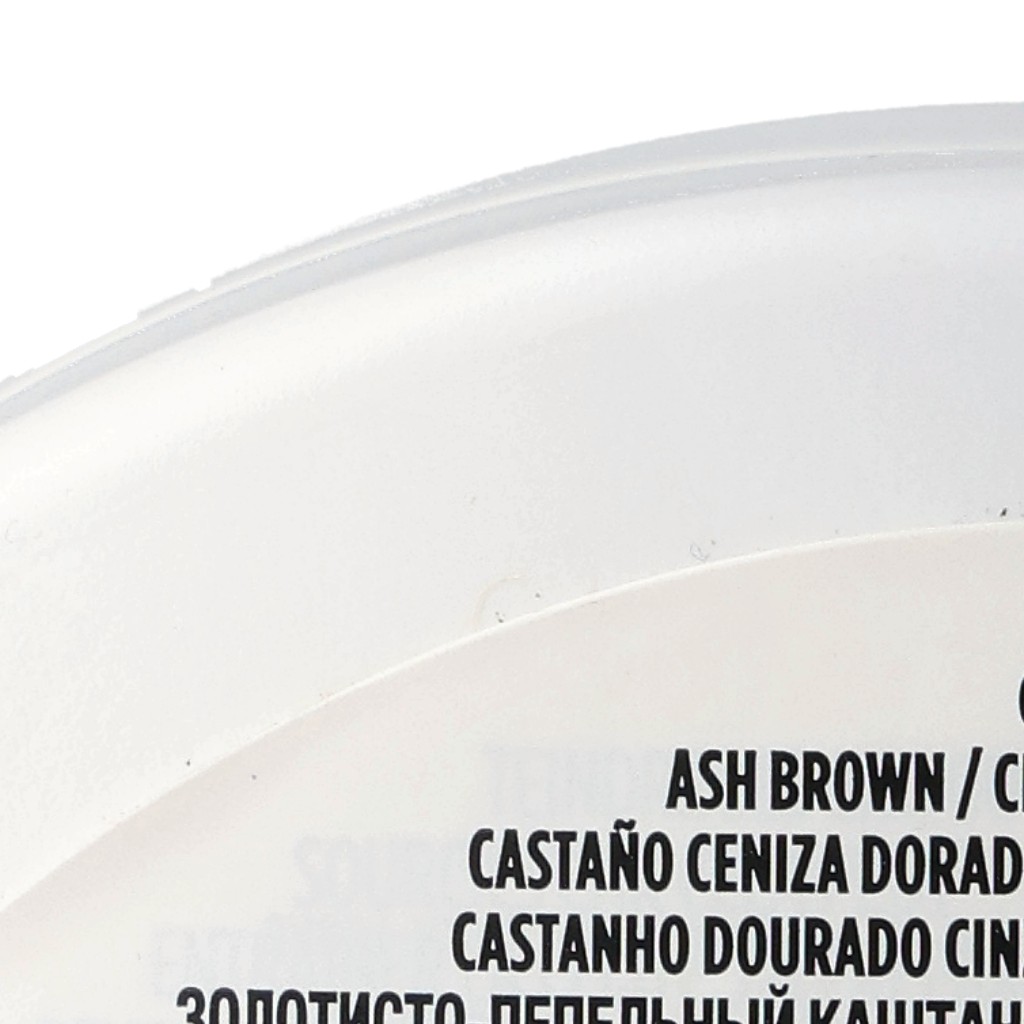 ASH BROWN / C
CASTAÑO CENIZA DORAD
CASTANHO DOURADO CIN
ЗОЛОТИСТО-ПЕПЕЛЬНЫЙ КАШТАН